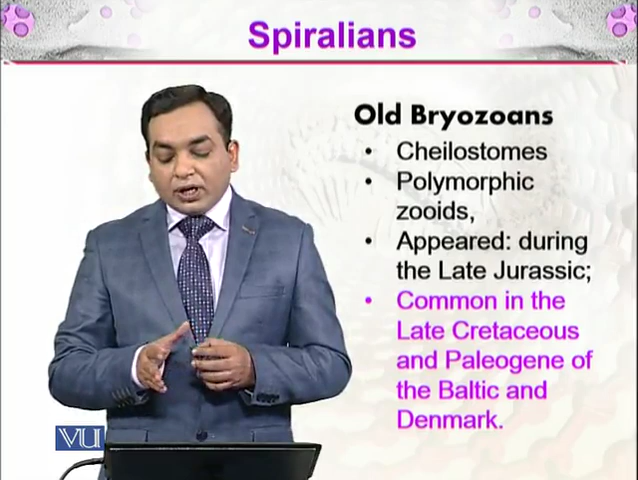 Spiralians
Old Bryozoans
• Cheilostomes
• Polymorphic
zooids,
• Appeared: during
the Late Jurassic;
• Common in the
Late Cretaceous
and Paleogene of
the Baltic and
Denmark.
VU